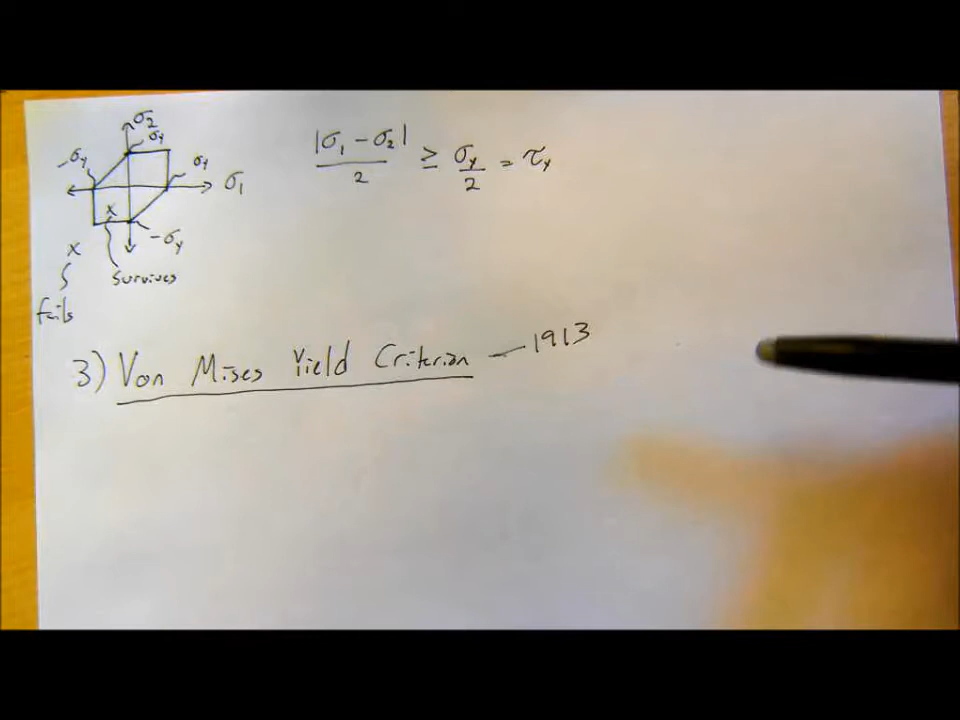 σ2
σy
-σy
σy
σ1
x
-σy
x
Survives
fails
|σ1 - σ2| / 2 ≥ σy / 2 = τy
3) Von Mises Yield Criterion — 1913